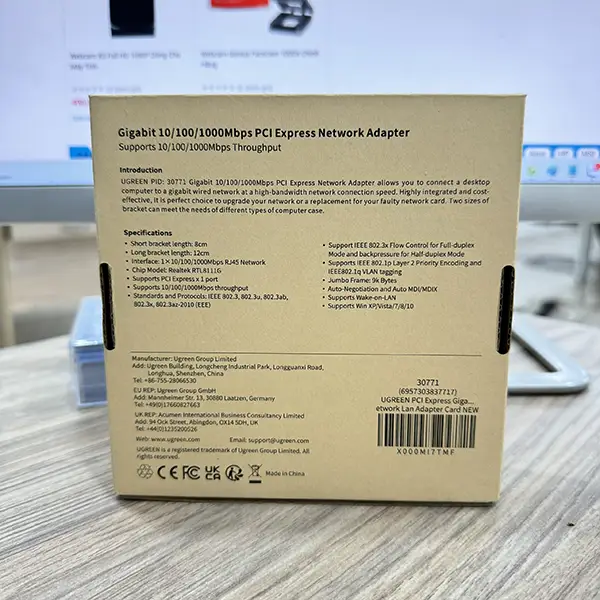 Gigabit 10/100/1000Mbps PCI Express Network Adapter
Supports 10/100/1000Mbps Throughput
Introduction
UGREEN PID: 30771 Gigabit 10/100/1000Mbps PCI Express Network Adapter allows you to connect a desktop
computer to a gigabit wired network at a high-bandwidth network connection speed. Highly integrated and cost-
effective, it is perfect choice to upgrade your network or a replacement for your faulty network card. Two sizes of
bracket can meet the needs of different types of computer case.
Specifications
• Short bracket length: 8cm
• Long bracket length: 12cm
• Interface: 1× 10/100/1000Mbps RJ45 Network
• Chip Model: Realtek RTL8111G
• Supports PCI Express x 1 port
• Supports 10/100/1000Mbps throughput
• Standards and Protocols: IEEE 802.3, 802.3u, 802.3ab,
802.3x, 802.3az-2010 (EEE)
• Support IEEE 802.3x Flow Control for Full-duplex
Mode and backpressure for Half-duplex Mode
• Supports IEEE 802.1p Layer 2 Priority Encoding and
IEEE802.1q VLAN tagging
• Jumbo Frame: 9k Bytes
• Auto-Negotiation and Auto MDI/MDIX
• Supports Wake-on-LAN
• Supports Win XP/Vista/7/8/10
Manufacturer: Ugreen Group Limited
Add: Ugreen Building, Longcheng Industrial Park, Longguanxi Road,
Longhua, Shenzhen, China
Tel: +86-755-28066530
EU REP: Ugreen Group GmbH
Add: Mannheimer Str. 13, 30880 Laatzen, Germany
Tel: +49(0)17660827663
UK REP: Acumen International Business Consultancy Limited
Add: 94 Ock Street, Abingdon, OX14 5DH, UK
Tel: +44(0)1235200526
Web: www.ugreen Email: support@ugreen.com
UGREEN is a registered trademark of Ugreen Group Limited. All
rights reserved.
CE FC UK CA Made in China
30771
(6957303837717)
UGREEN PCI Express Giga...
etwork Lan Adapter Card NEW
X000MI7TMF